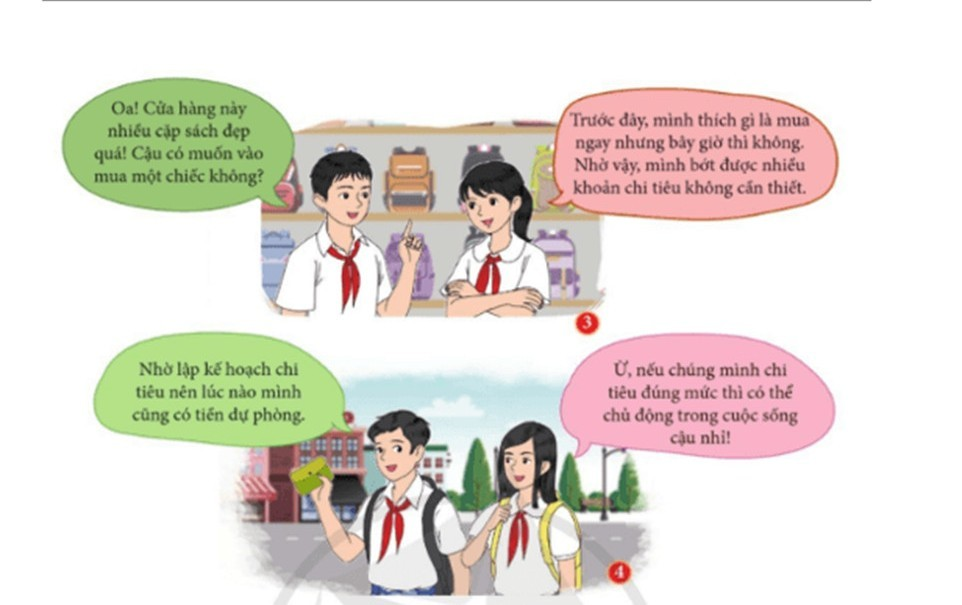 Oa! Cửa hàng này
nhiều cặp sách đẹp
quá! Cậu có muốn vào
mua một chiếc không?
Trước đây, mình thích gì là mua
ngay nhưng bây giờ thì không.
Nhờ vậy, mình bớt được nhiều
khoản chi tiêu không cần thiết.
3
Nhờ lập kế hoạch chi
tiêu nên lúc nào mình
cũng có tiền dự phòng.
Ừ, nếu chúng mình chi
tiêu đúng mức thì có thể
chủ động trong cuộc sống
cậu nhỉ!
4